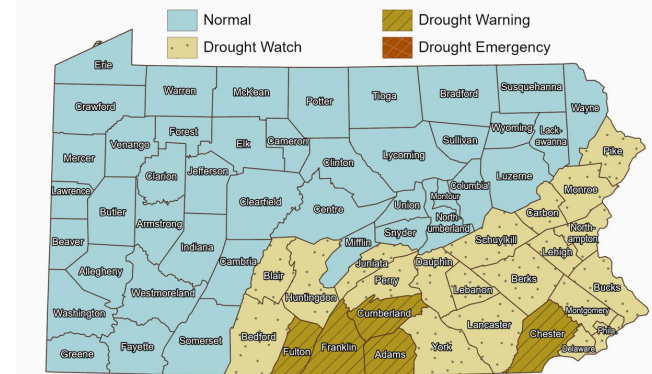 Normal
Drought Warning
Drought Watch
Drought Emergency
Erie
Crawford
Warren
McKean
Potter
Tioga
Bradford
Susquehanna
Wayne
Mercer
Venango
Forest
Elk
Cameron
Clinton
Lycoming
Sullivan
Wyoming
Lack-
awanna
Pike
Lawrence
Clarion
Jefferson
Clearfield
Centre
Union
Montour
Columbia
Luzerne
Monroe
Butler
Armstrong
Indiana
Snyder
North-
umberland
Carbon
Beaver
Allegheny
Westmoreland
Cambria
Blair
Huntingdon
Mifflin
Juniata
Perry
Dauphin
Schuylkill
Lehigh
North-
ampton
Washington
Lebanon
Berks
Bucks
Greene
Fayette
Somerset
Bedford
Fulton
Franklin
Cumberland
Adams
York
Lancaster
Chester
Montgomery
Phila
Delaware